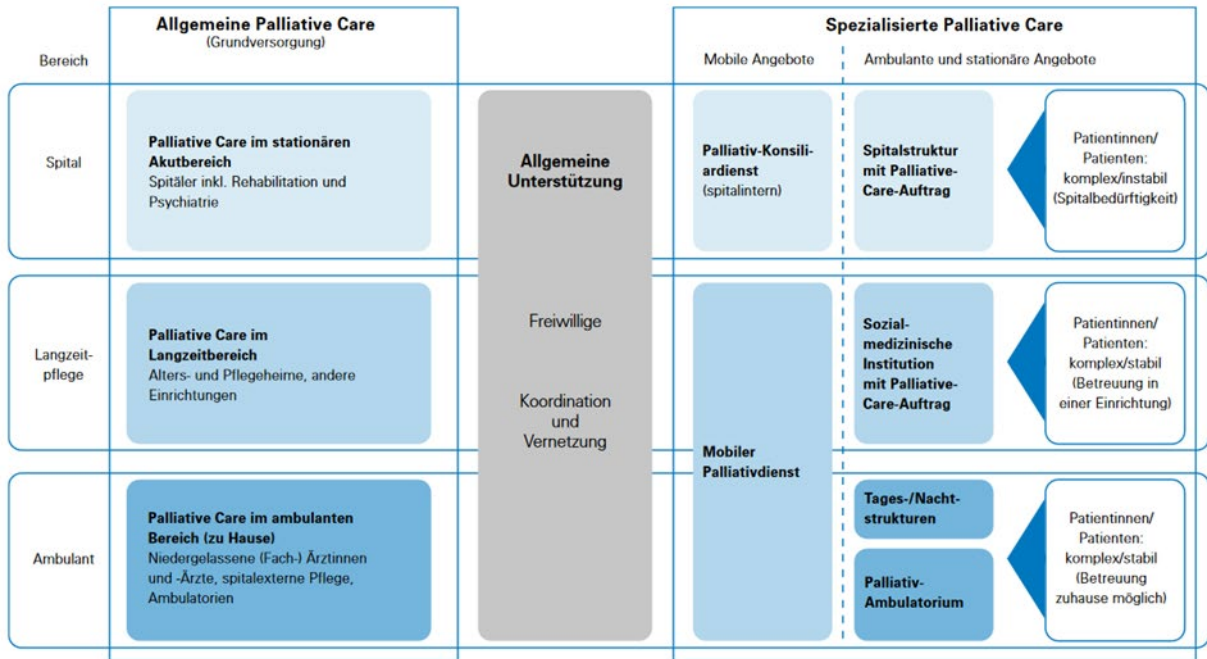 Allgemeine Palliative Care
(Grundversorgung)
Spezialisierte Palliative Care
Bereich
Mobile Angebote
Ambulante und stationäre Angebote
Spital
Palliative Care im stationären
Akutbereich
Spitäler inkl. Rehabilitation und
Psychiatrie
Allgemeine
Unterstützung
Freiwillige
Koordination
und
Vernetzung
Palliativ-Konsili-
ardienst
(spitalintern)
Spitalstruktur
mit Palliative-
Care-Auftrag
Patientinnen/
Patienten:
komplex/instabil
(Spitalbedürftigkeit)
Langzeit-
pflege
Palliative Care im
Langzeitbereich
Alters- und Pflegeheime, andere
Einrichtungen
Mobiler
Palliativdienst
Sozial-
medizinische
Institution
mit Palliative-
Care-Auftrag
Patientinnen/
Patienten:
komplex/stabil
(Betreuung in
einer Einrichtung)
Ambulant
Palliative Care im ambulanten
Bereich (zu Hause)
Niedergelassene (Fach-) Ärztinnen
und -Ärzte, spitalexterne Pflege,
Ambulatorien
Tages-/Nacht-
strukturen
Palliativ-
Ambulatorium
Patientinnen/
Patienten:
komplex/stabil
(Betreuung
zuhause möglich)